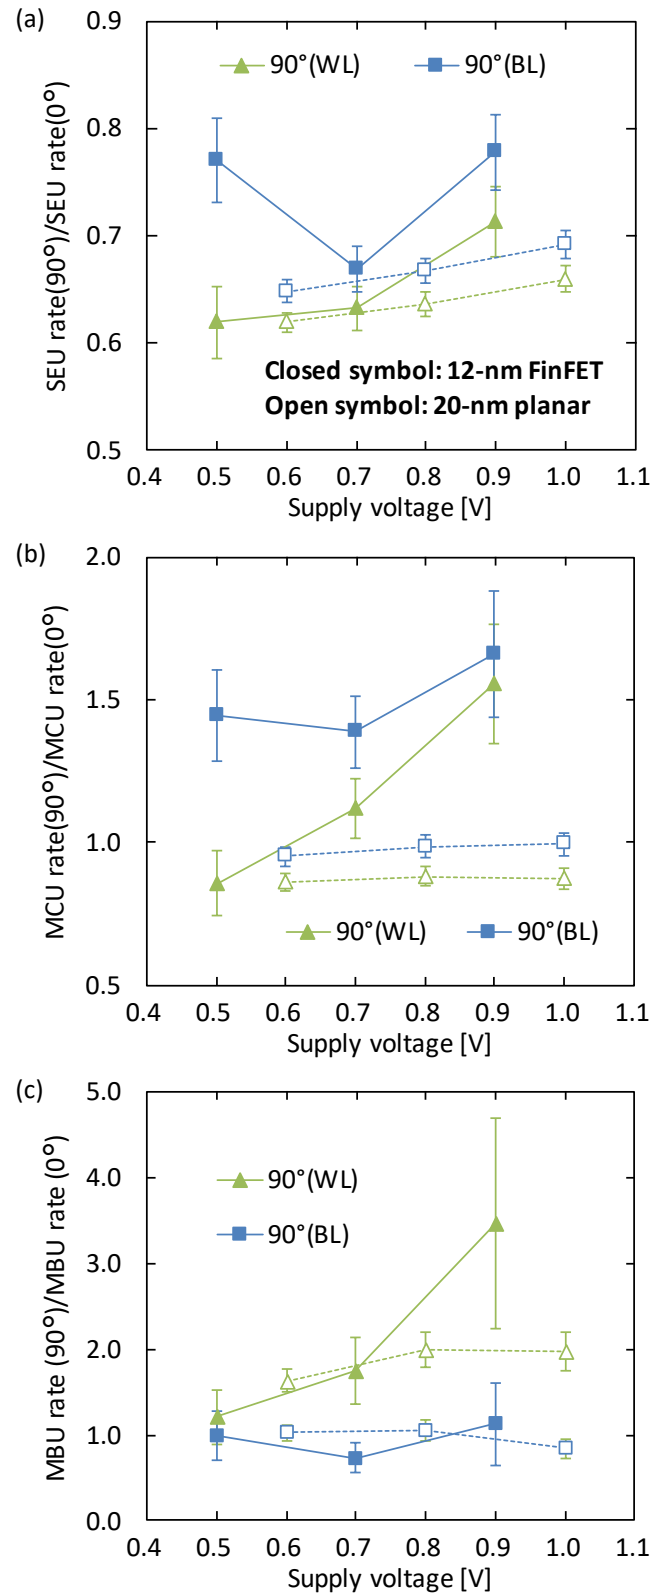 (a)
SEU rate(90°)/SEU rate(0°)
0.9
0.8
0.7
0.6
0.5
90°(WL)
90°(BL)
Closed symbol: 12-nm FinFET
Open symbol: 20-nm planar
0.4 0.5 0.6 0.7 0.8 0.9 1.0 1.1
Supply voltage [V]
(b)
MCU rate(90°)/MCU rate(0°)
2.0
1.5
1.0
0.5
90°(WL)
90°(BL)
0.4 0.5 0.6 0.7 0.8 0.9 1.0 1.1
Supply voltage [V]
(c)
MBU rate (90°)/MBU rate (0°)
5.0
4.0
3.0
2.0
1.0
0.0
90°(WL)
90°(BL)
0.4 0.5 0.6 0.7 0.8 0.9 1.0 1.1
Supply voltage [V]